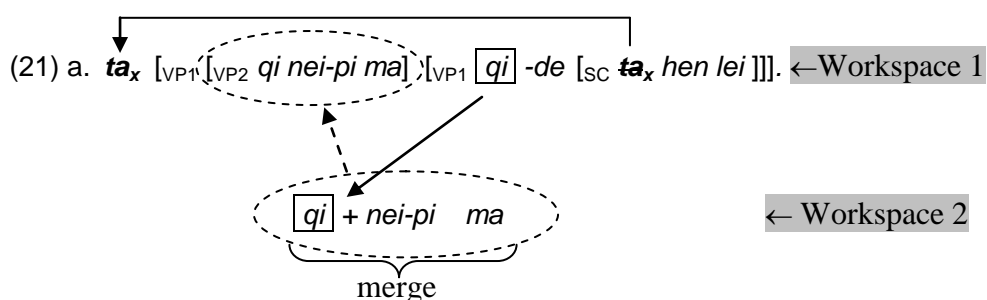 (21) a. taₓ [VP1 [VP2 qi nei-pi ma] [VP1 qi -de [SC taₓ hen lei ]]]. ←Workspace 1
qi + nei-pi ma ← Workspace 2
merge